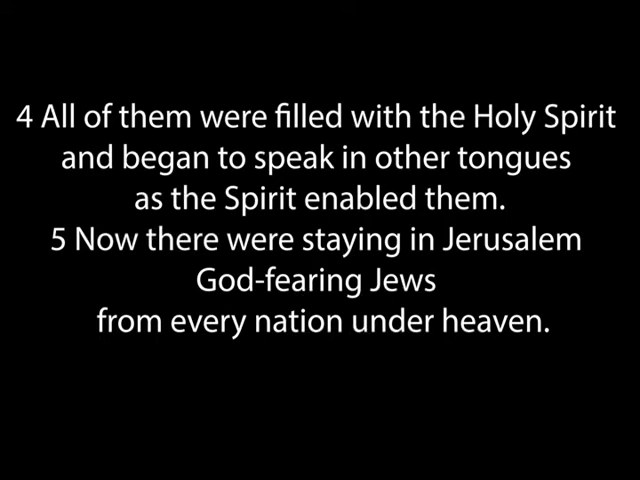 4 All of them were filled with the Holy Spirit
and began to speak in other tongues
as the Spirit enabled them.
5 Now there were staying in Jerusalem
God-fearing Jews
from every nation under heaven.